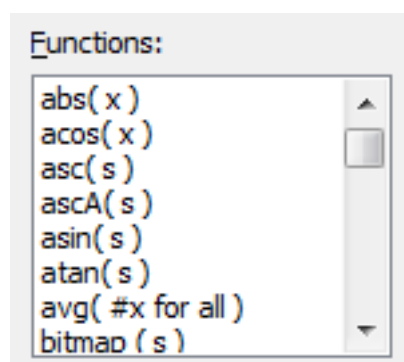 Functions:
abs( x )
acos( x )
asc( s )
ascA( s )
asin( s )
atan( s )
avg( #x for all )
bitmap ( s )